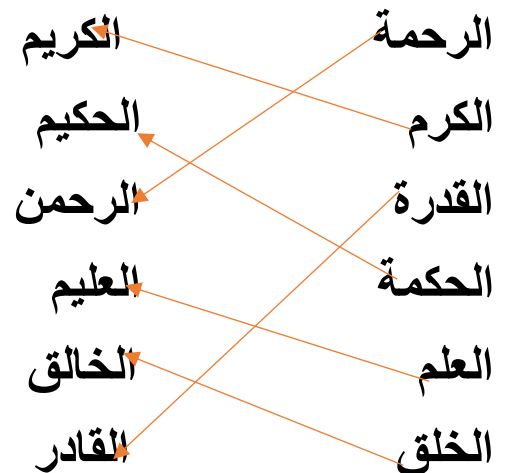 الرحمة الكريم
الكرم الحكيم
القدرة الرحمن
الحكمة العليم
العلم الخالق
الخلق القادر